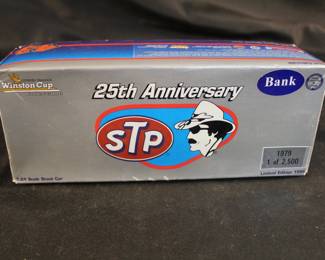 Winston Cup
25th Anniversary
Bank
STP
1979
1 of 2,500
1:24 Scale Stock Car
Limited Edition